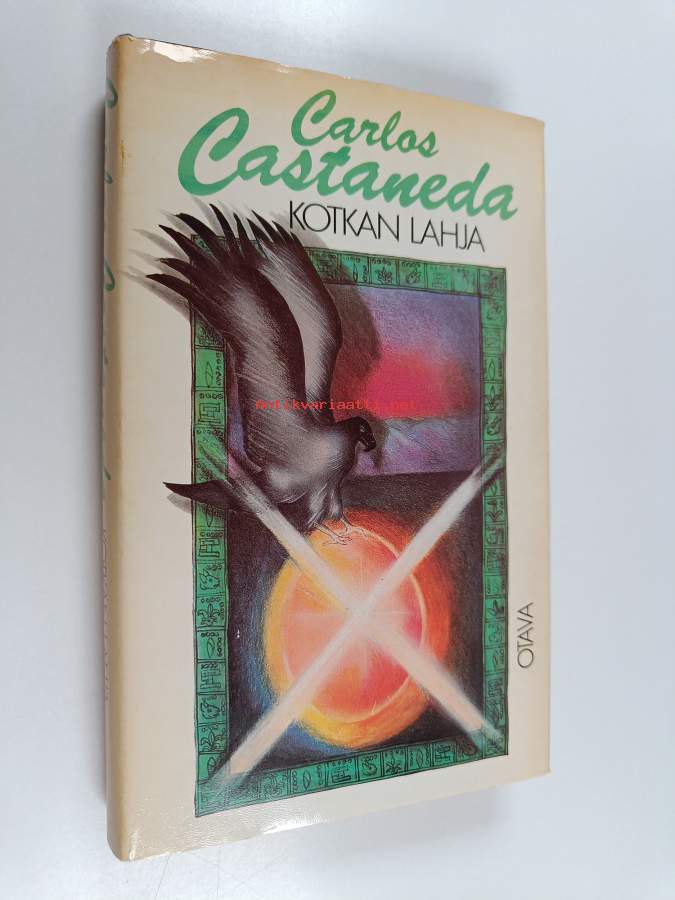 Carlos
Castaneda
KOTKAN LAHJA
antikvariaatti.net
OTAVA